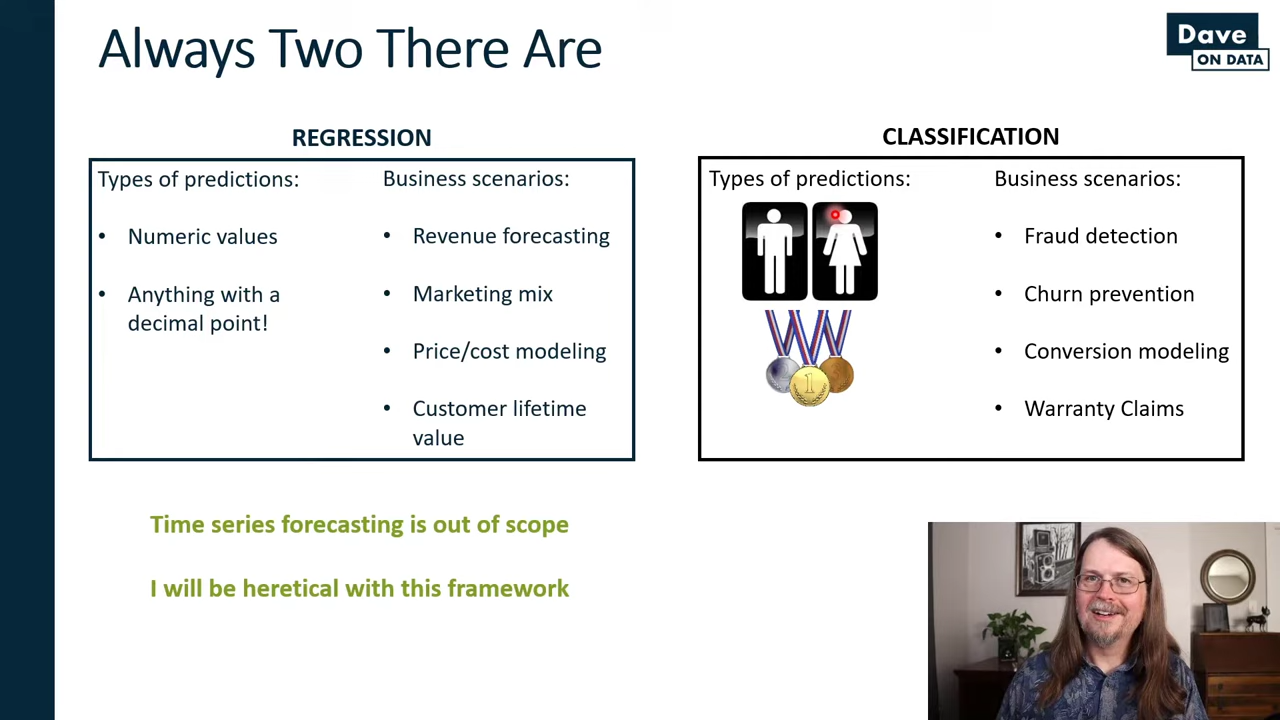 Always Two There Are
Dave
ON DATA
REGRESSION
Types of predictions:
• Numeric values
• Anything with a
decimal point!
Business scenarios:
• Revenue forecasting
• Marketing mix
• Price/cost modeling
• Customer lifetime
value
CLASSIFICATION
Types of predictions:
1
Business scenarios:
• Fraud detection
• Churn prevention
• Conversion modeling
• Warranty Claims
Time series forecasting is out of scope
I will be heretical with this framework